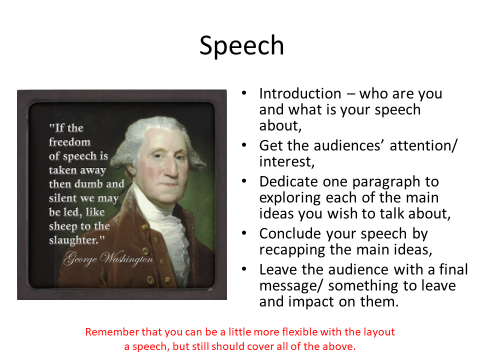 Speech
"If the
freedom
of speech is
taken away
then dumb and
silent we may
be led, like
sheep to the
slaughter."
George Washington
• Introduction – who are you
and what is your speech
about,
• Get the audiences’ attention/
interest,
• Dedicate one paragraph to
exploring each of the main
ideas you wish to talk about,
• Conclude your speech by
recapping the main ideas,
• Leave the audience with a final
message/ something to leave
and impact on them.
Remember that you can be a little more flexible with the layout
a speech, but still should cover all of the above.